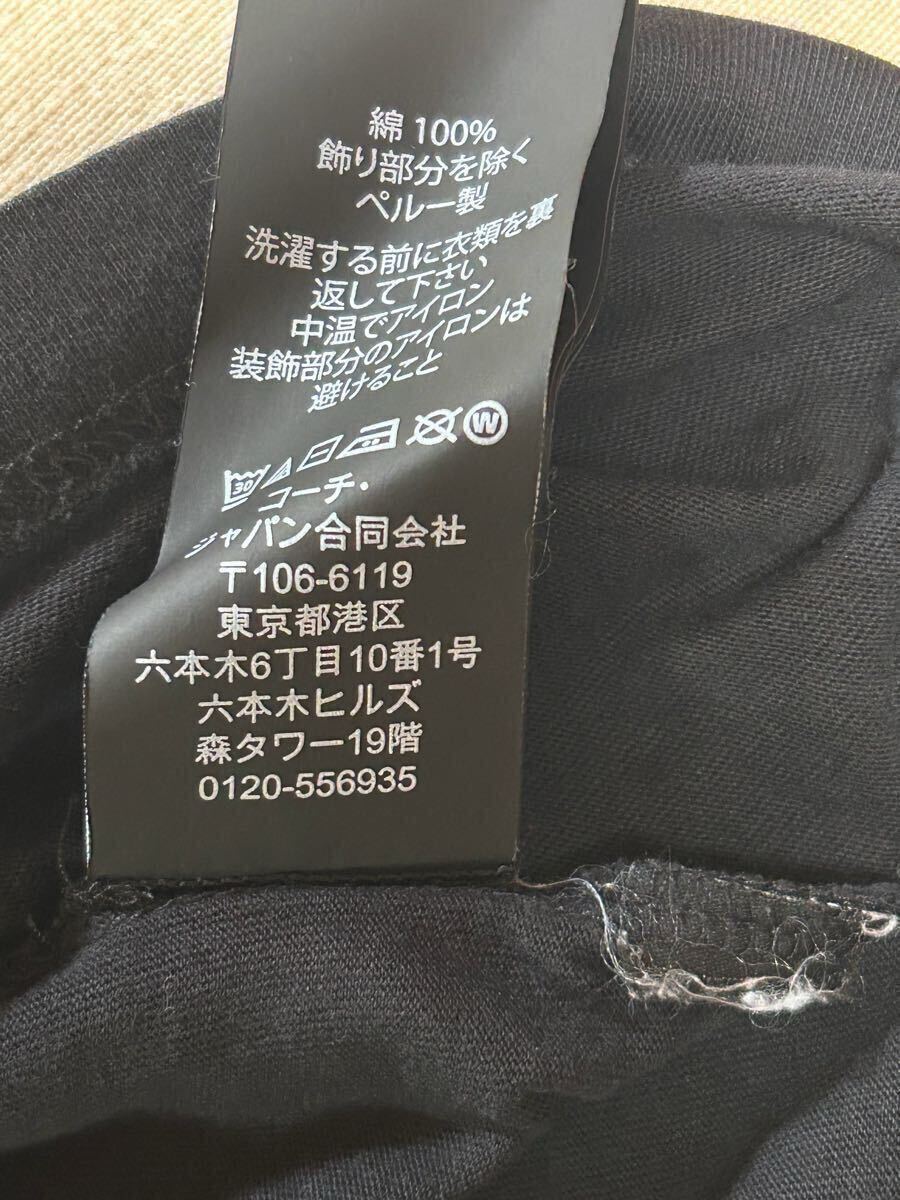 綿 100%
飾り部分を除く
ペルー製
洗濯する前に衣類を裏
返して下さい
中温でアイロン
装飾部分のアイロンは
避けること
30 W
コーチ・
ジャパン合同会社
〒106-6119
東京都港区
六本木6丁目10番1号
六本木ヒルズ
森タワー19階
0120-556935